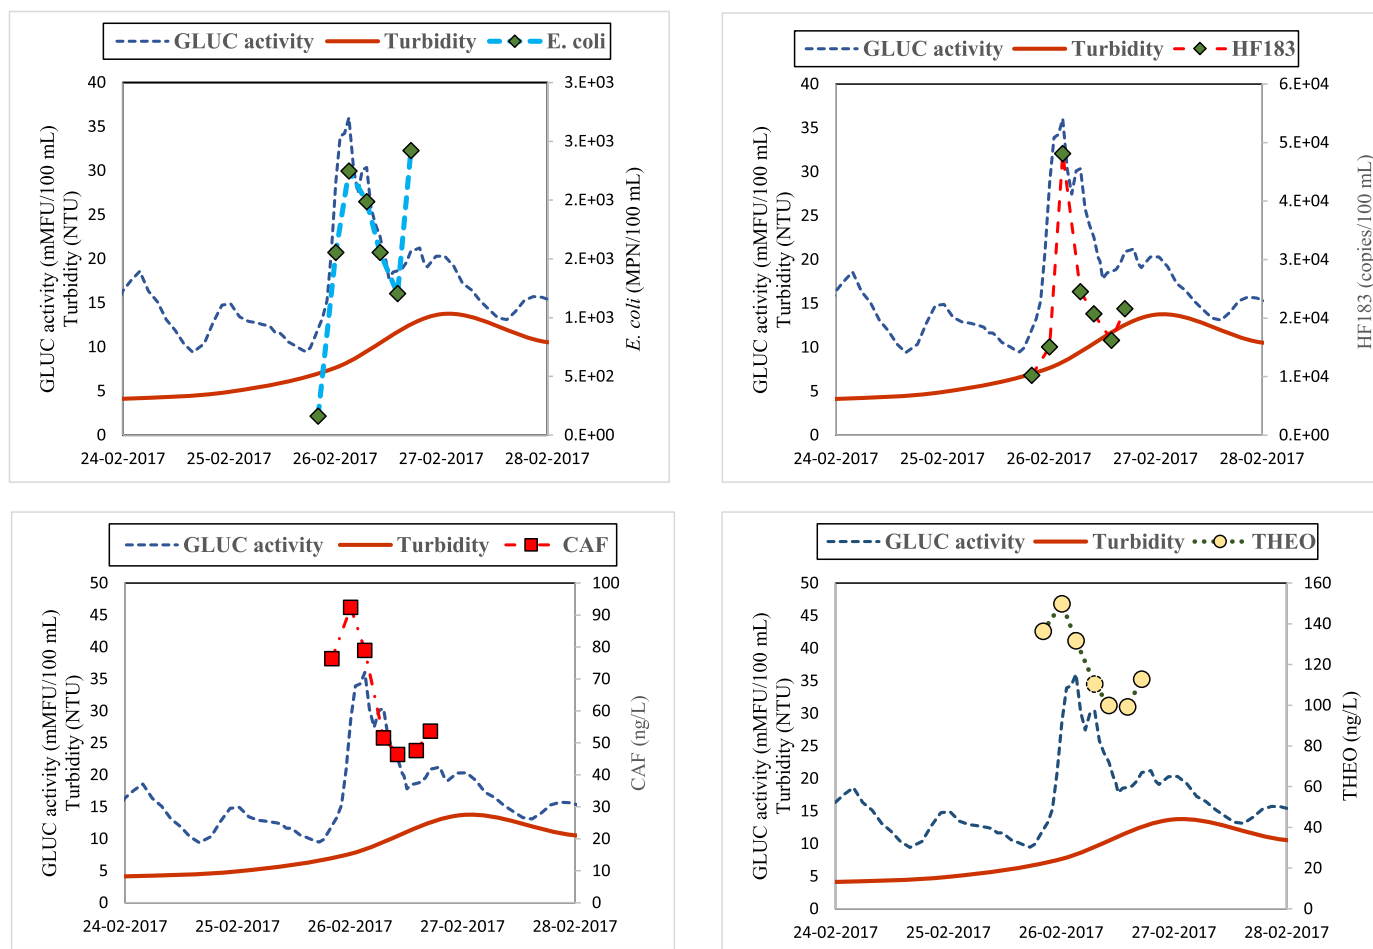 GLUC activity Turbidity E. coli
40
35
30
25
20
15
10
5
0
GLUC activity (mMFU/100 mL)
Turbidity (NTU)
3.E+03
3.E+03
2.E+03
2.E+03
1.E+03
5.E+02
0.E+00
E. coli (MPN/100 mL)
24-02-2017 25-02-2017 26-02-2017 27-02-2017 28-02-2017
GLUC activity Turbidity HF183
40
35
30
25
20
15
10
5
0
GLUC activity (mMFU/100 mL)
Turbidity (NTU)
6.E+04
5.E+04
4.E+04
3.E+04
2.E+04
1.E+04
0.E+00
HF183 (copies/100 mL)
24-02-2017 25-02-2017 26-02-2017 27-02-2017 28-02-2017
GLUC activity Turbidity CAF
50
45
40
35
30
25
20
15
10
5
0
GLUC activity (mMFU/100 mL)
Turbidity (NTU)
100
90
80
70
60
50
40
30
20
10
0
CAF (ng/L)
24-02-2017 25-02-2017 26-02-2017 27-02-2017 28-02-2017
GLUC activity Turbidity THEO
50
45
40
35
30
25
20
15
10
5
0
GLUC activity (mMFU/100 mL)
Turbidity (NTU)
160
140
120
100
80
60
40
20
0
THEO (ng/L)
24-02-2017 25-02-2017 26-02-2017 27-02-2017 28-02-2017